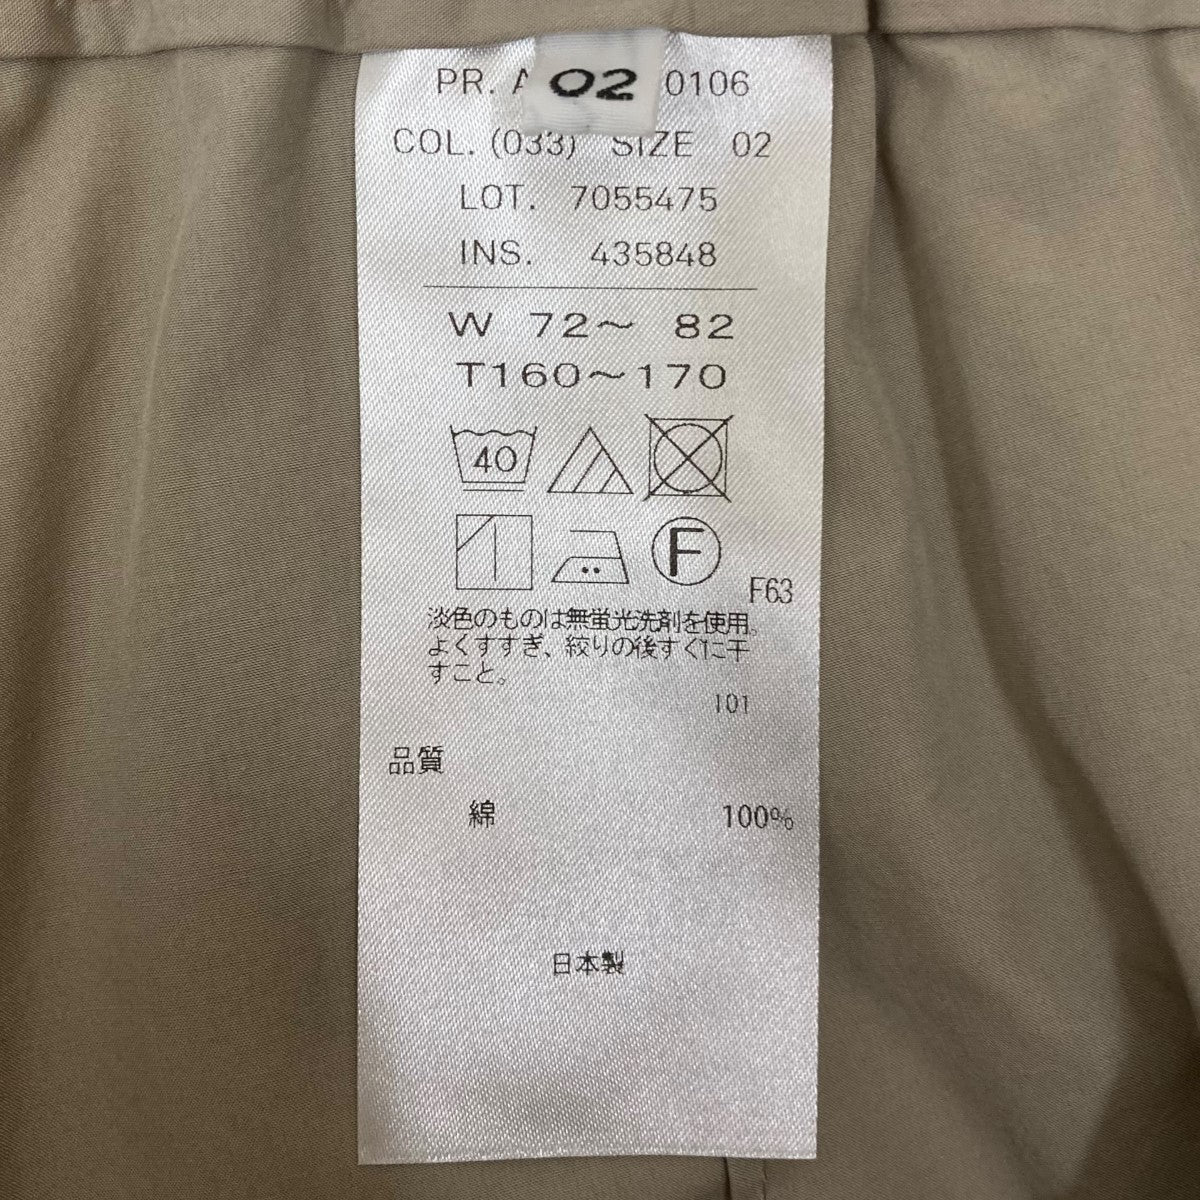 PR. 0106
02
COL. (033) SIZE 02
LOT. 7055475
INS. 435848
W 72～ 82
T160～170
40
F
F63
淡色のものは無蛍光洗剤を使用。
よくすすぎ、絞りの後すぐに干
すこと。
101
品質
綿 100%
日本製